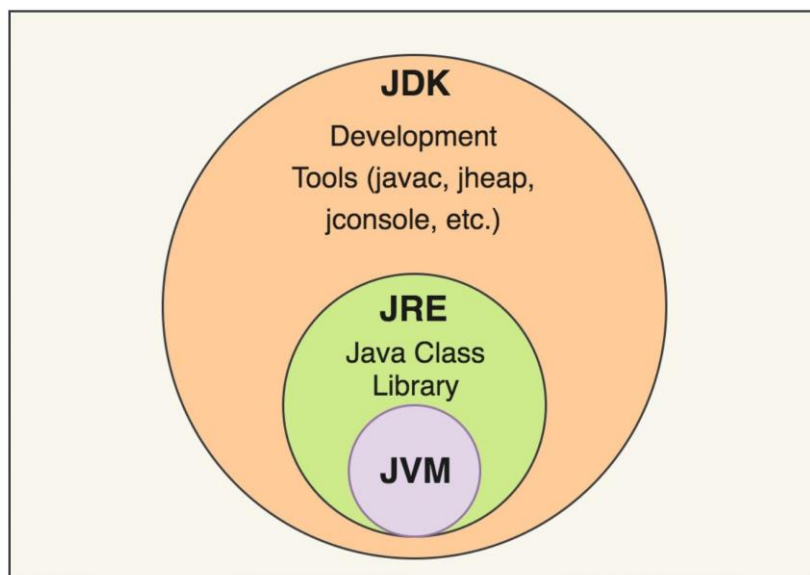 JDK
Development
Tools (javac, jheap,
jconsole, etc.)
JRE
Java Class
Library
JVM